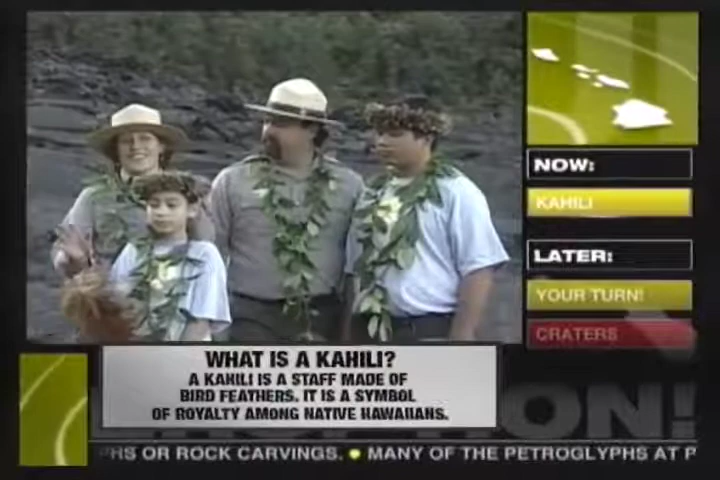 NOW:
KAHILI
LATER:
YOUR TURN!
CRATERS
WHAT IS A KAHILI?
A KAHILI IS A STAFF MADE OF
BIRD FEATHERS. IT IS A SYMBOL
OF ROYALTY AMONG NATIVE HAWAIIANS.
ON!
HS OR ROCK CARVINGS. ● MANY OF THE PETROGLYPHS AT P